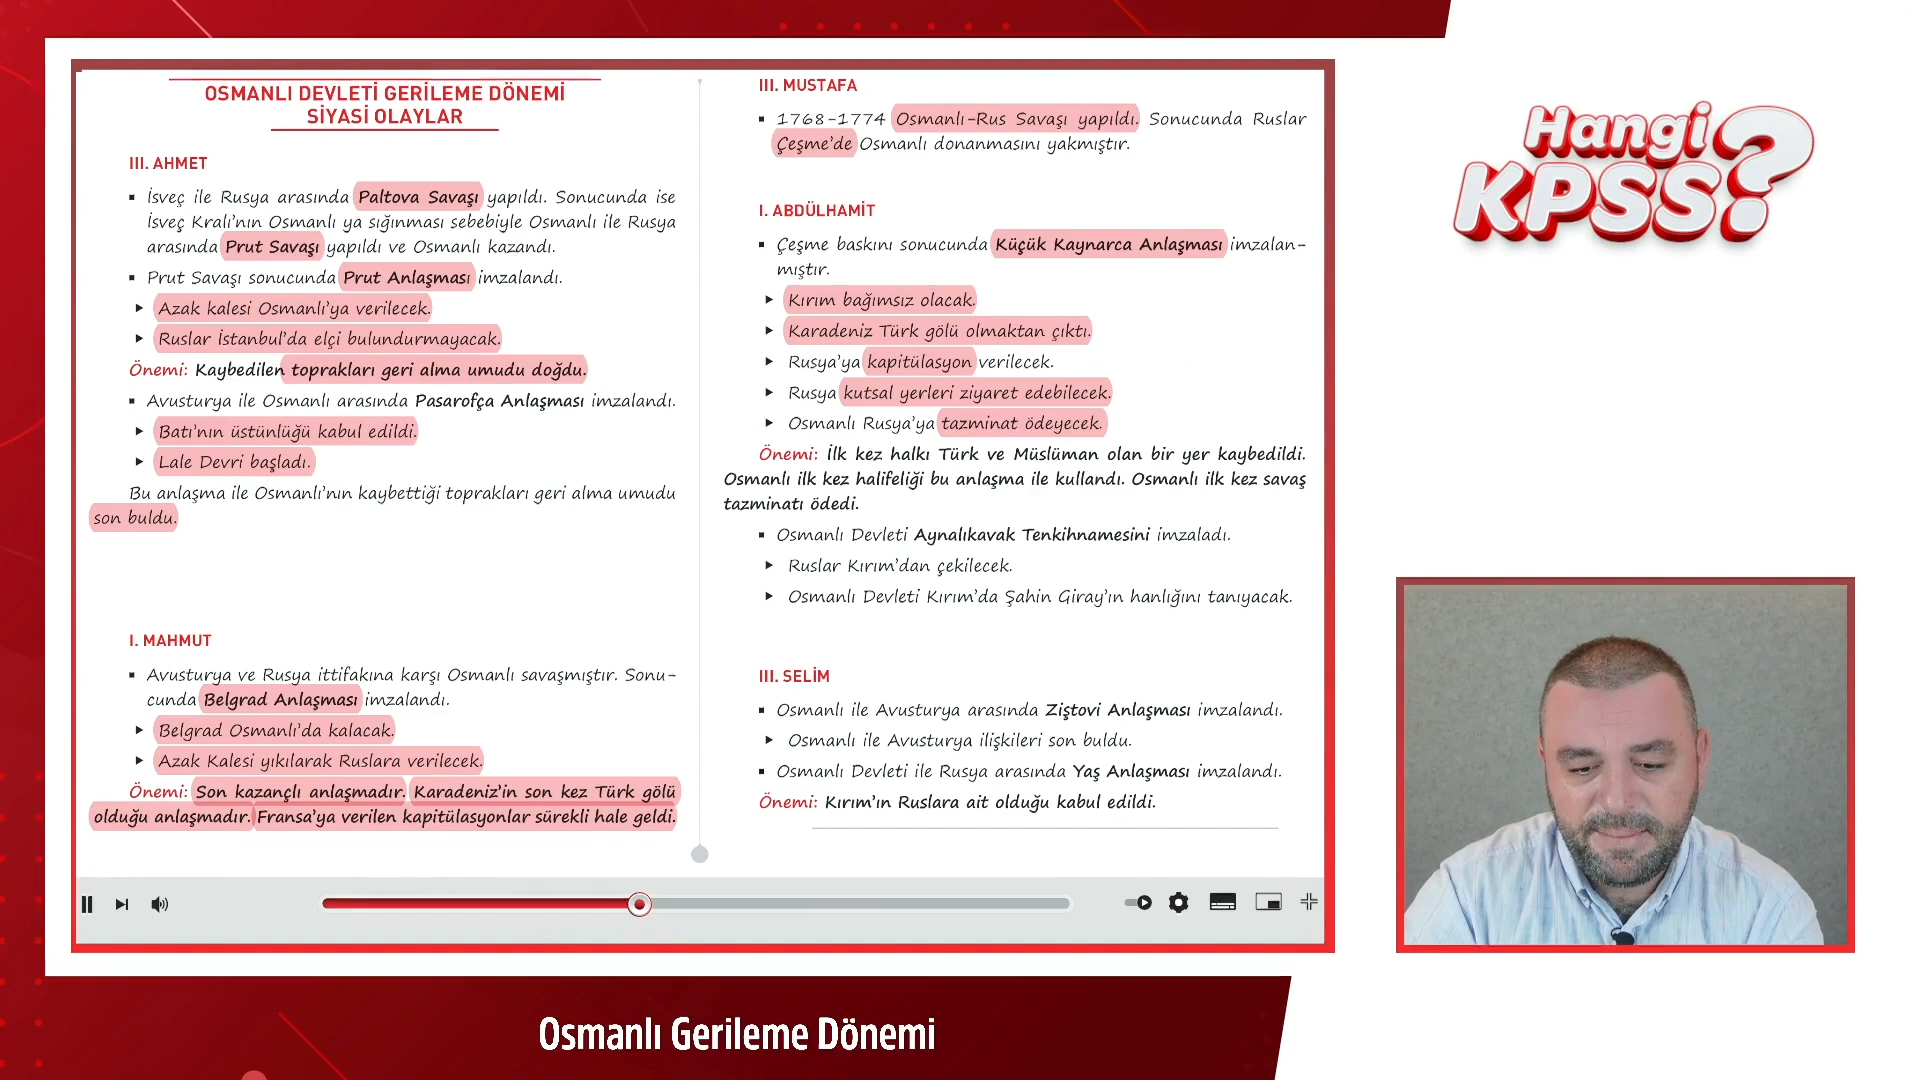 OSMANLI DEVLETİ GERİLEME DÖNEMİ
SİYASİ OLAYLAR
III. AHMET
▪ İsveç ile Rusya arasında Paltova Savaşı yapıldı. Sonucunda ise
İsveç Kralı'nın Osmanlı ya sığınması sebebiyle Osmanlı ile Rusya
arasında Prut Savaşı yapıldı ve Osmanlı kazandı.
▪ Prut Savaşı sonucunda Prut Anlaşması imzalandı.
▶ Azak kalesi Osmanlı'ya verilecek.
▶ Ruslar İstanbul'da elçi bulundurmayacak.
Önemi: Kaybedilen toprakları geri alma umudu doğdu.
▪ Avusturya ile Osmanlı arasında Pasarofça Anlaşması imzalandı.
▶ Batı'nın üstünlüğü kabul edildi.
▶ Lale Devri başladı.
Bu anlaşma ile Osmanlı'nın kaybettiği toprakları geri alma umudu
son buldu.
I. MAHMUT
▪ Avusturya ve Rusya ittifakına karşı Osmanlı savaşmıştır. Sonu-
cunda Belgrad Anlaşması imzalandı.
▶ Belgrad Osmanlı'da kalacak.
▶ Azak Kalesi yıkılarak Ruslara verilecek.
Önemi: Son kazançlı anlaşmadır. Karadeniz'in son kez Türk gölü
olduğu anlaşmadır. Fransa'ya verilen kapitülasyonlar sürekli hale geldi.
III. MUSTAFA
▪ 1768-1774 Osmanlı-Rus Savaşı yapıldı. Sonucunda Ruslar
Çeşme'de Osmanlı donanmasını yakmıştır.
I. ABDÜLHAMİT
▪ Çeşme baskını sonucunda Küçük Kaynarca Anlaşması imzalan-
mıştır.
▶ Kırım bağımsız olacak.
▶ Karadeniz Türk gölü olmaktan çıktı.
▶ Rusya'ya kapitülasyon verilecek.
▶ Rusya kutsal yerleri ziyaret edebilecek.
▶ Osmanlı Rusya'ya tazminat ödeyecek.
Önemi: İlk kez halkı Türk ve Müslüman olan bir yer kaybedildi.
Osmanlı ilk kez halifeliği bu anlaşma ile kullandı. Osmanlı ilk kez savaş
tazminatı ödedi.
▪ Osmanlı Devleti Aynalıkavak Tenkihnamesini imzaladı.
▶ Ruslar Kırım'dan çekilecek.
▶ Osmanlı Devleti Kırım'da Şahin Giray'ın hanlığını tanıyacak.
III. SELİM
▪ Osmanlı ile Avusturya arasında Ziştovi Anlaşması imzalandı.
▶ Osmanlı ile Avusturya ilişkileri son buldu.
▪ Osmanlı Devleti ile Rusya arasında Yaş Anlaşması imzalandı.
Önemi: Kırım'ın Ruslara ait olduğu kabul edildi.
Hangi
KPSS?
Osmanlı Gerileme Dönemi